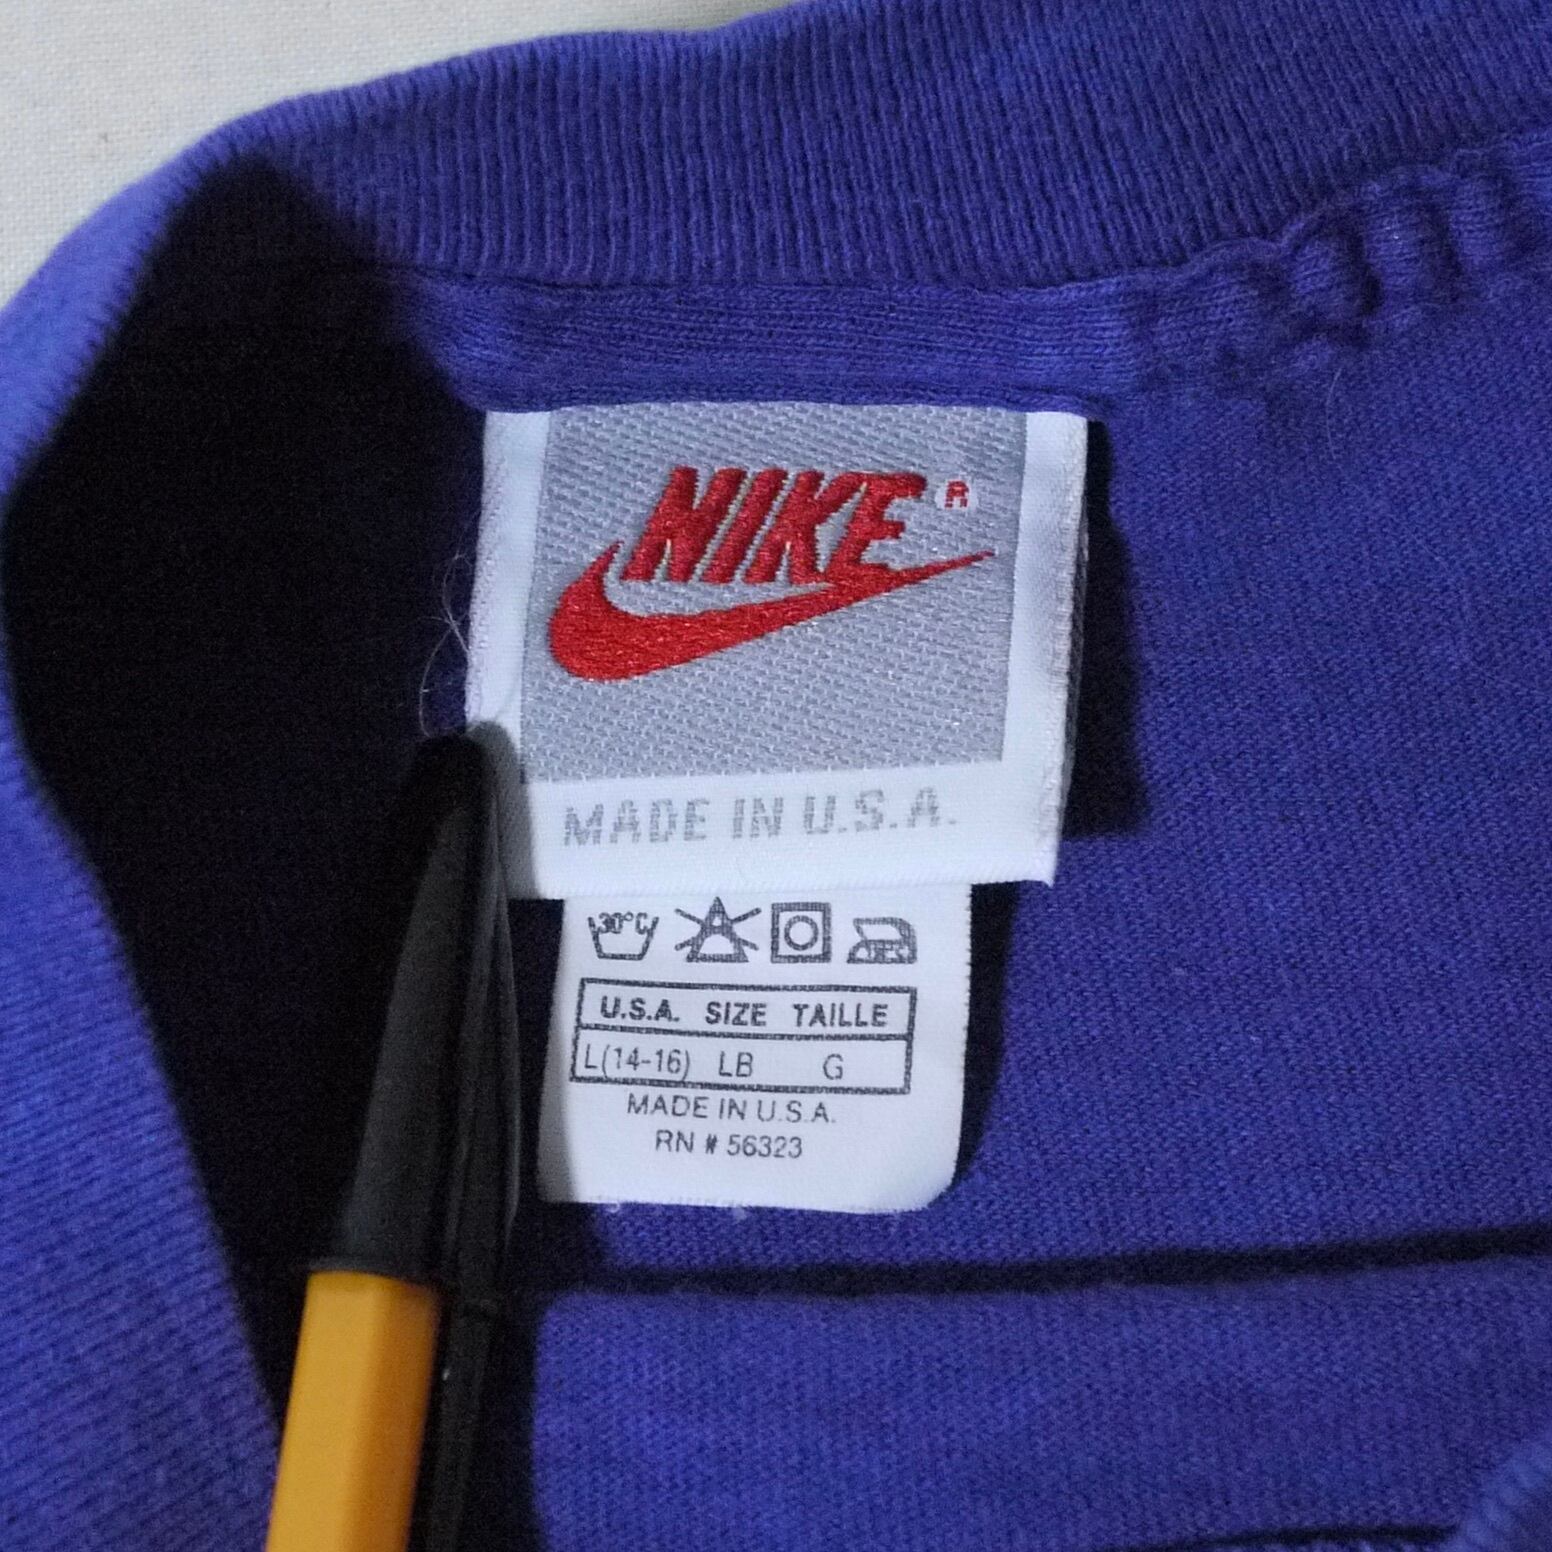 NIKE ®
MADE IN U.S.A.
30°C
U.S.A. SIZE TAILLE
L(14-16) LB G
MADE IN U.S.A.
RN # 56323